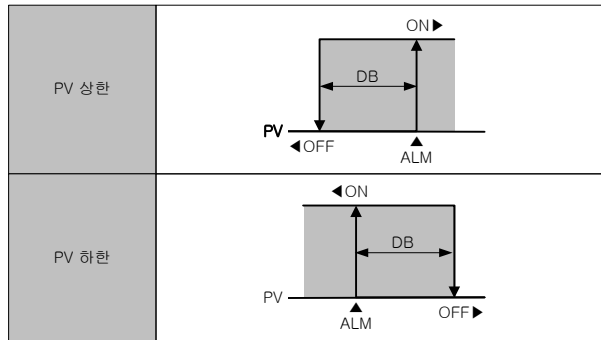 PV 상한
ON▶
DB
PV
◀OFF
▲
ALM
PV 하한
◀ON
DB
PV
▲
ALM
OFF▶